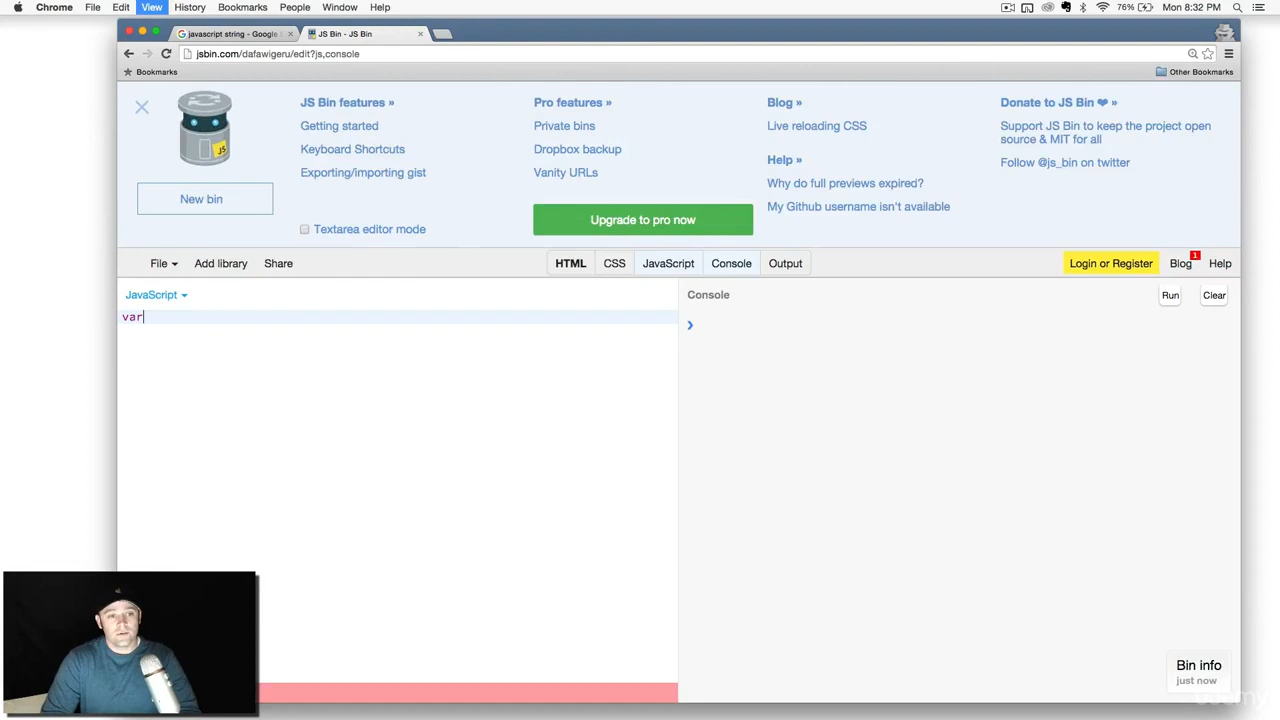 Chrome File Edit View History Bookmarks People Window Help 76% Mon 8:32 PM
javascript string - Google S JS Bin - JS Bin
jsbin.com/dafawigeru/edit?js,console
Bookmarks Other Bookmarks
JS Bin features »
Getting started
Keyboard Shortcuts
Exporting/importing gist
Textarea editor mode
Pro features »
Private bins
Dropbox backup
Vanity URLs
Upgrade to pro now
Blog »
Live reloading CSS
Help »
Why do full previews expired?
My Github username isn't available
Donate to JS Bin ❤ »
Support JS Bin to keep the project open
source & MIT for all
Follow @js_bin on twitter
JS
New bin
File Add library Share HTML CSS JavaScript Console Output Login or Register Blog 1 Help
JavaScript
var
Console Run Clear
Bin info
just now
udemy